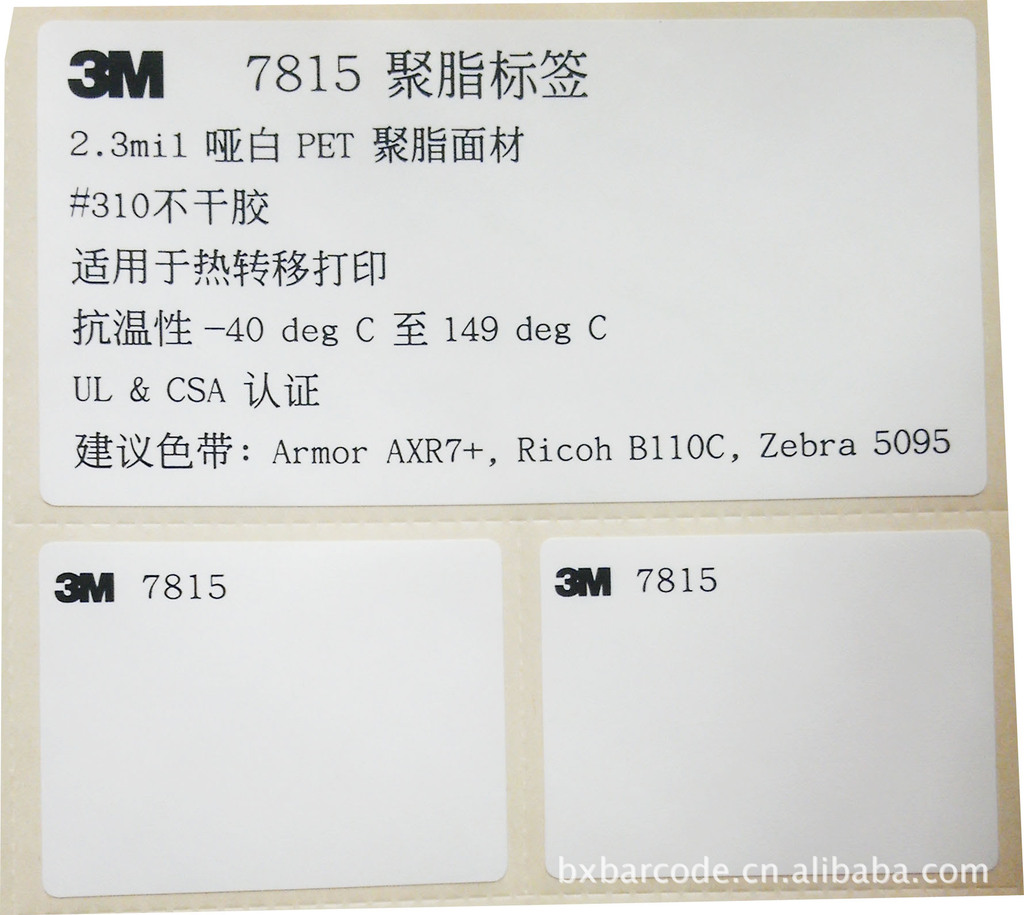 3M 7815 聚脂标签
2.3mil 哑白 PET 聚脂面材
#310不干胶
适用于热转移打印
抗温性 -40 deg C 至 149 deg C
UL & CSA 认证
建议色带: Armor AXR7+, Ricoh B110C, Zebra 5095
3M 7815
3M 7815
bxbarcode.cn.alibaba.com